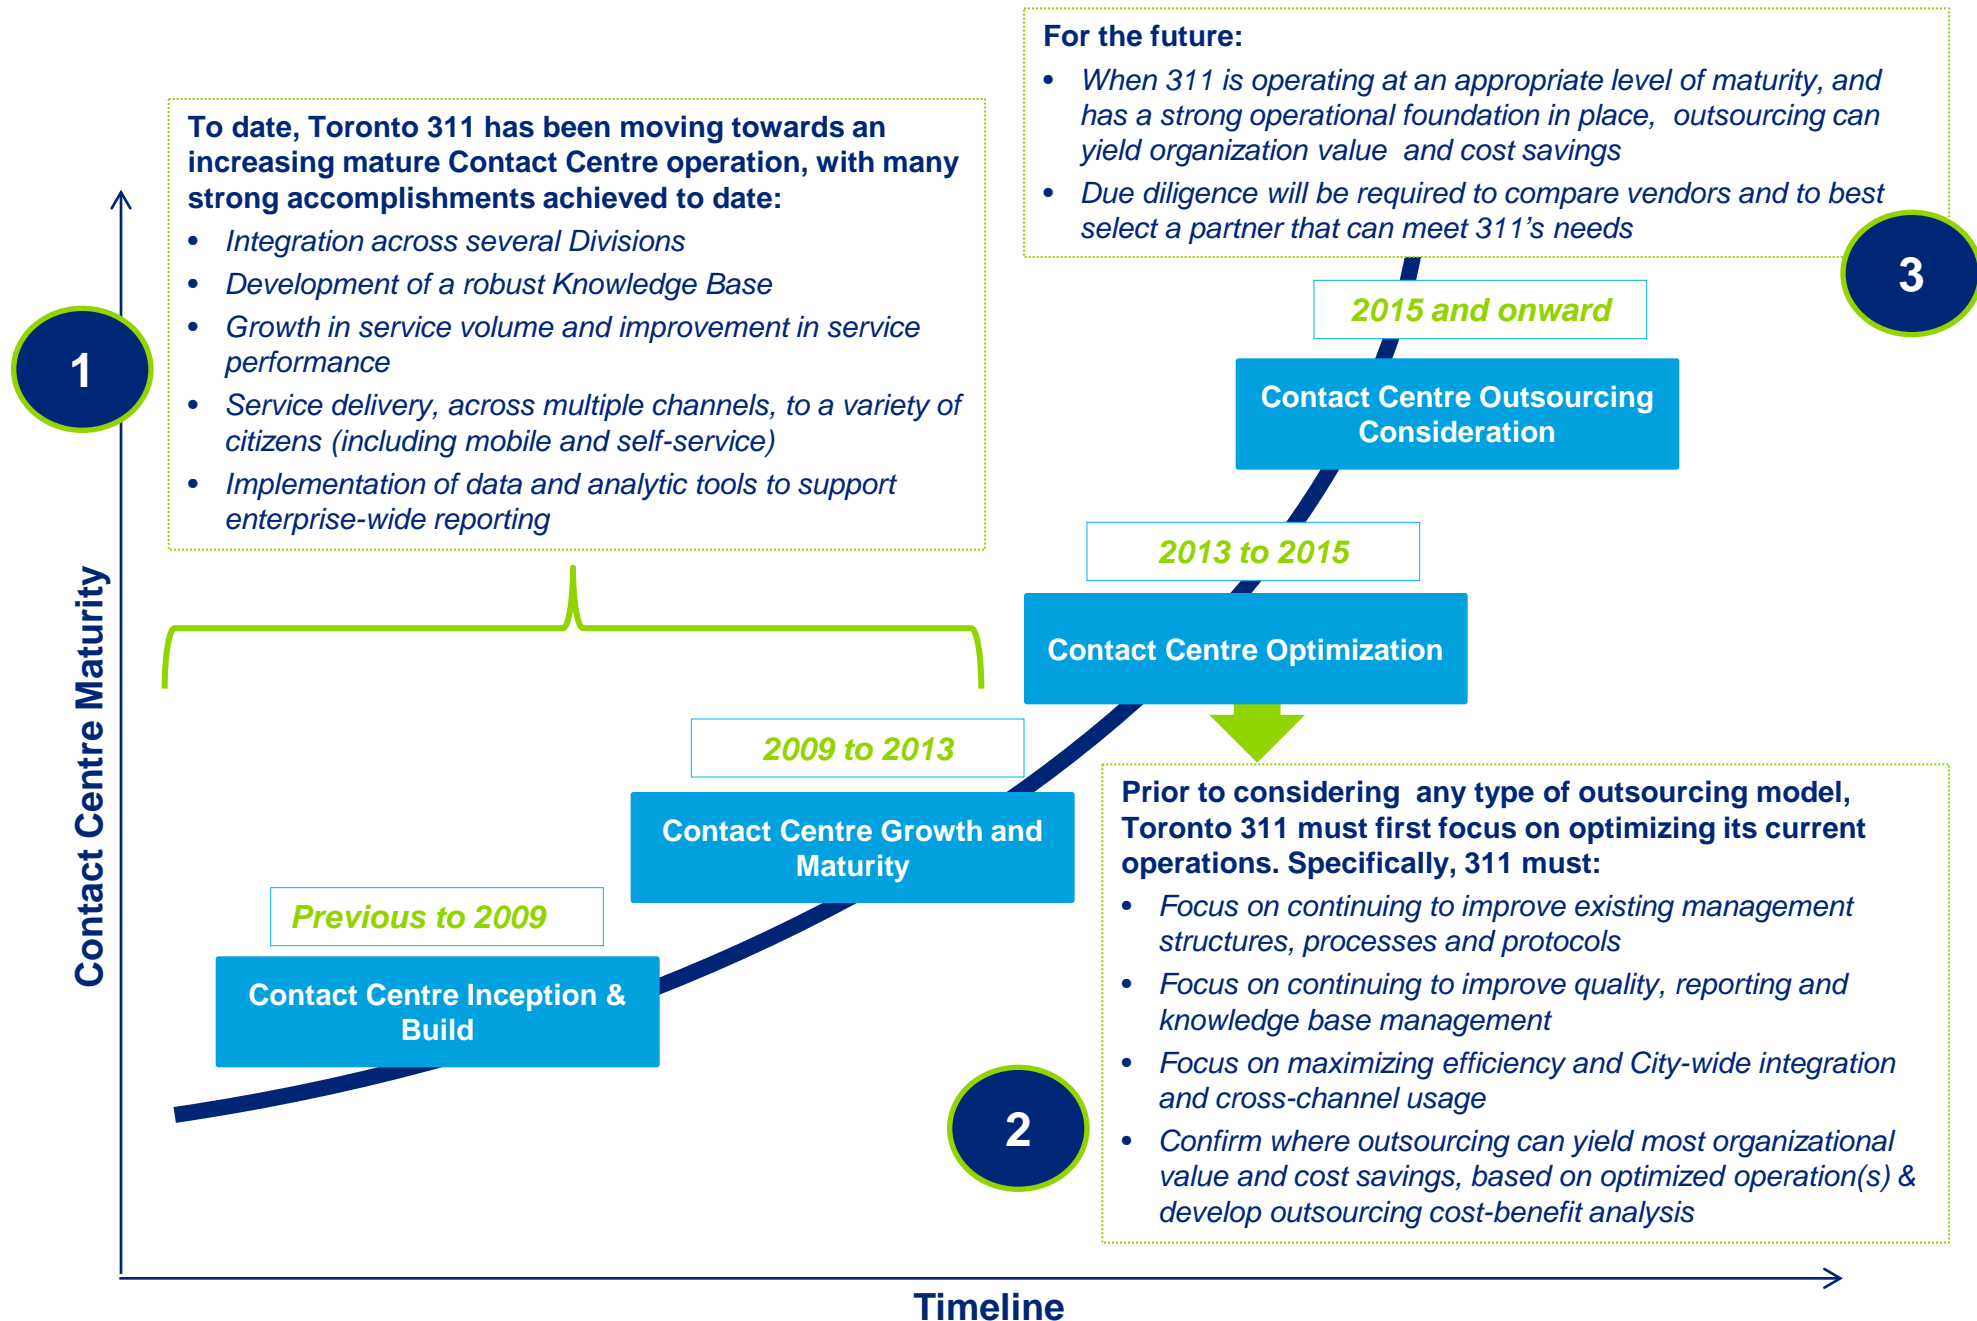 For the future:
• When 311 is operating at an appropriate level of maturity, and
has a strong operational foundation in place, outsourcing can
yield organization value and cost savings
• Due diligence will be required to compare vendors and to best
select a partner that can meet 311's needs
3
To date, Toronto 311 has been moving towards an
increasing mature Contact Centre operation, with many
strong accomplishments achieved to date:
• Integration across several Divisions
• Development of a robust Knowledge Base
• Growth in service volume and improvement in service
performance
• Service delivery, across multiple channels, to a variety of
citizens (including mobile and self-service)
• Implementation of data and analytic tools to support
enterprise-wide reporting
1
2015 and onward
Contact Centre Outsourcing
Consideration
2013 to 2015
Contact Centre Optimization
2009 to 2013
Contact Centre Growth and
Maturity
Previous to 2009
Contact Centre Inception &
Build
Prior to considering any type of outsourcing model,
Toronto 311 must first focus on optimizing its current
operations. Specifically, 311 must:
• Focus on continuing to improve existing management
structures, processes and protocols
• Focus on continuing to improve quality, reporting and
knowledge base management
• Focus on maximizing efficiency and City-wide integration
and cross-channel usage
• Confirm where outsourcing can yield most organizational
value and cost savings, based on optimized operation(s) &
develop outsourcing cost-benefit analysis
2
Contact Centre Maturity
Timeline